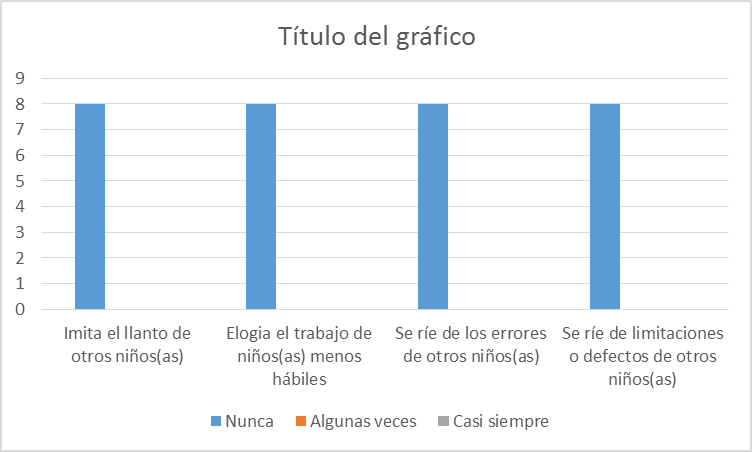 Título del gráfico
9
8
7
6
5
4
3
2
1
0
Imita el llanto de
otros niños(as)
Elogia el trabajo de
niños(as) menos
hábiles
Se ríe de los errores
de otros niños(as)
Se ríe de limitaciones
o defectos de otros
niños(as)
Nunca
Algunas veces
Casi siempre